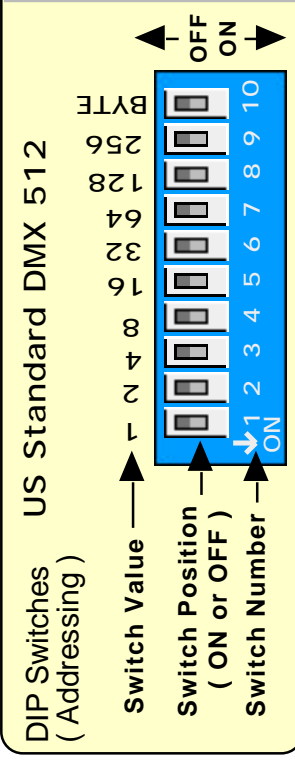 DIP Switches
( Addressing )
US Standard DMX 512
Switch Value
1 2 4 8 16 32 64 128 256 BYTE
Switch Position
( ON or OFF )
Switch Number
1 2 3 4 5 6 7 8 9 10
ON
OFF
ON